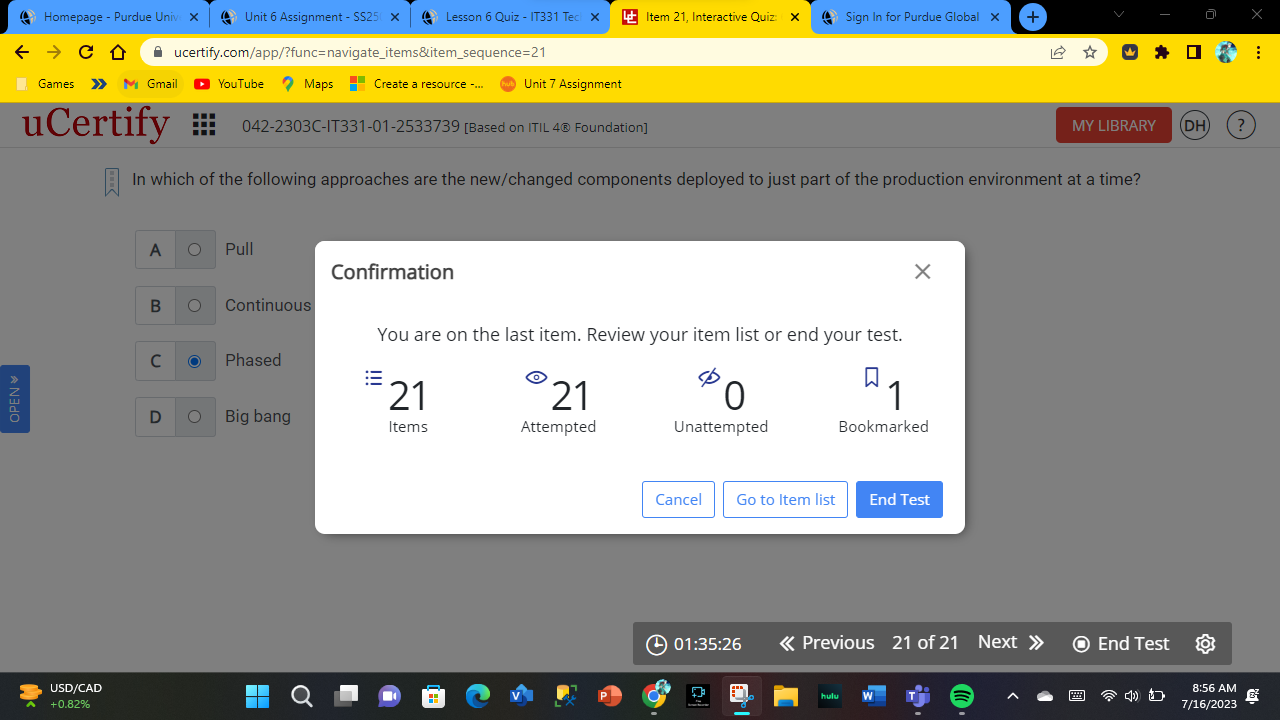 Homepage - Purdue Univ
Unit 6 Assignment - SS250
Lesson 6 Quiz - IT331 Tec
Item 21, Interactive Quiz:
Sign In for Purdue Global
ucertify.com/app/?func=navigate_items&item_sequence=21
Games
Gmail
YouTube
Maps
Create a resource -...
hub
Unit 7 Assignment
uCertify
042-2303C-IT331-01-2533739 [Based on ITIL 4® Foundation]
MY LIBRARY
DH
?
In which of the following approaches are the new/changed components deployed to just part of the production environment at a time?
A Pull
B Continuous
C Phased
D Big bang
OPEN »
Confirmation
You are on the last item. Review your item list or end your test.
21 Items
21 Attempted
0 Unattempted
1 Bookmarked
Cancel
Go to Item list
End Test
01:35:26
Previous
21 of 21
Next
End Test
USD/CAD
+0.82%
hulu
8:56 AM
7/16/2023